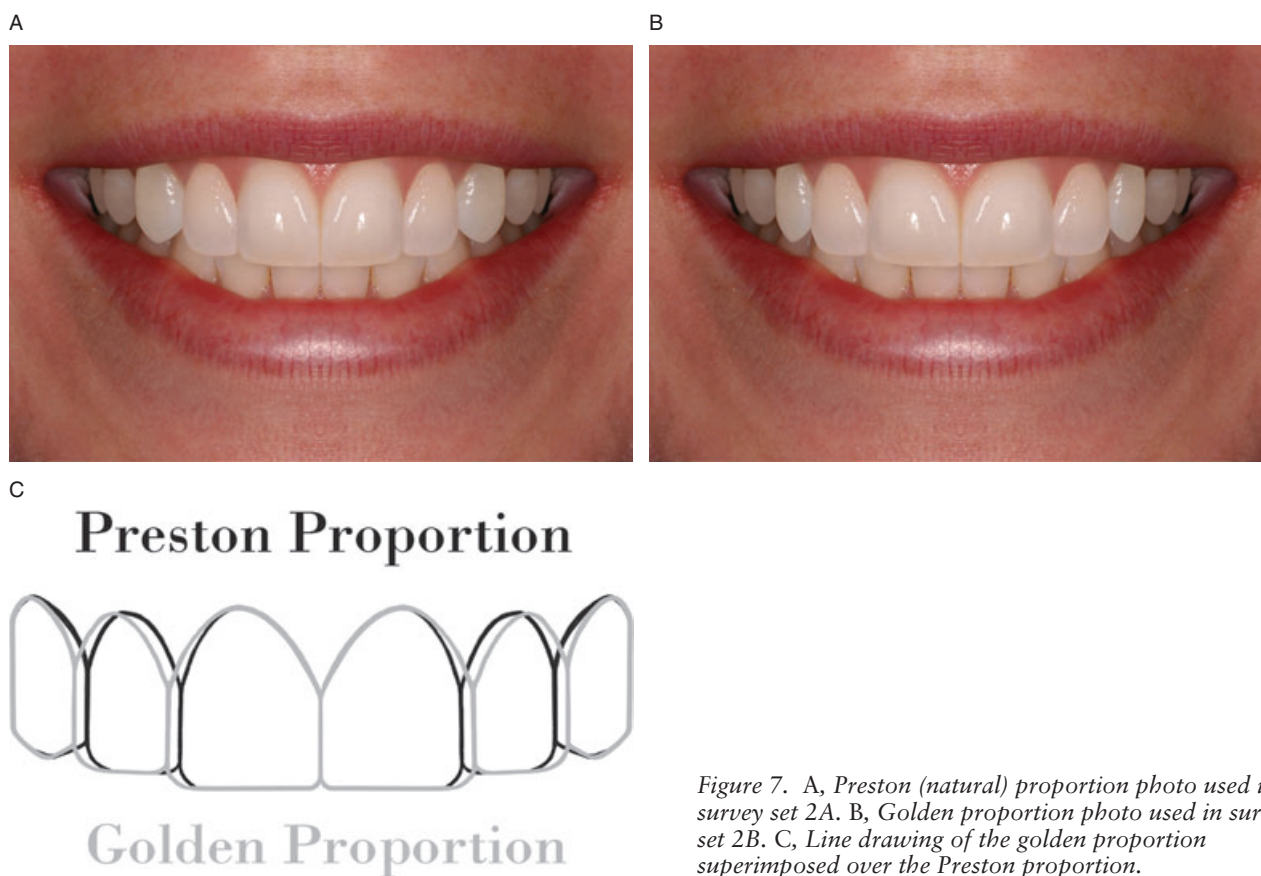 A
B
C
Preston Proportion
Golden Proportion
Figure 7. A, Preston (natural) proportion photo used
survey set 2A. B, Golden proportion photo used in
set 2B. C, Line drawing of the golden proportion
superimposed over the Preston proportion.